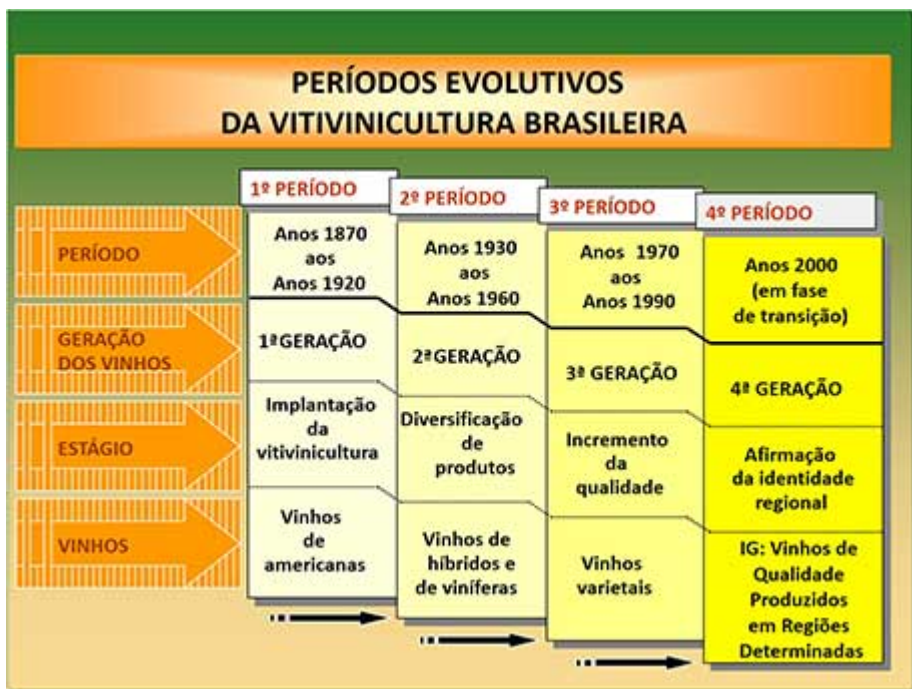 PERÍODOS EVOLUTIVOS
DA VITIVINICULTURA BRASILEIRA
1º PERÍODO
2º PERÍODO
3º PERÍODO
4º PERÍODO
PERÍODO
Anos 1870
aos
Anos 1920
Anos 1930
aos
Anos 1960
Anos 1970
aos
Anos 1990
Anos 2000
(em fase
de transição)
GERAÇÃO
DOS VINHOS
1ªGERAÇÃO
2ªGERAÇÃO
3ª GERAÇÃO
4ª GERAÇÃO
ESTÁGIO
Implantação
da
vitivinicultura
Diversificação
de
produtos
Incremento
da
qualidade
Afirmação
da identidade
regional
VINHOS
Vinhos
de
americanas
Vinhos de
híbridos e
de viníferas
Vinhos
varietais
IG: Vinhos de
Qualidade
Produzidos
em Regiões
Determinadas